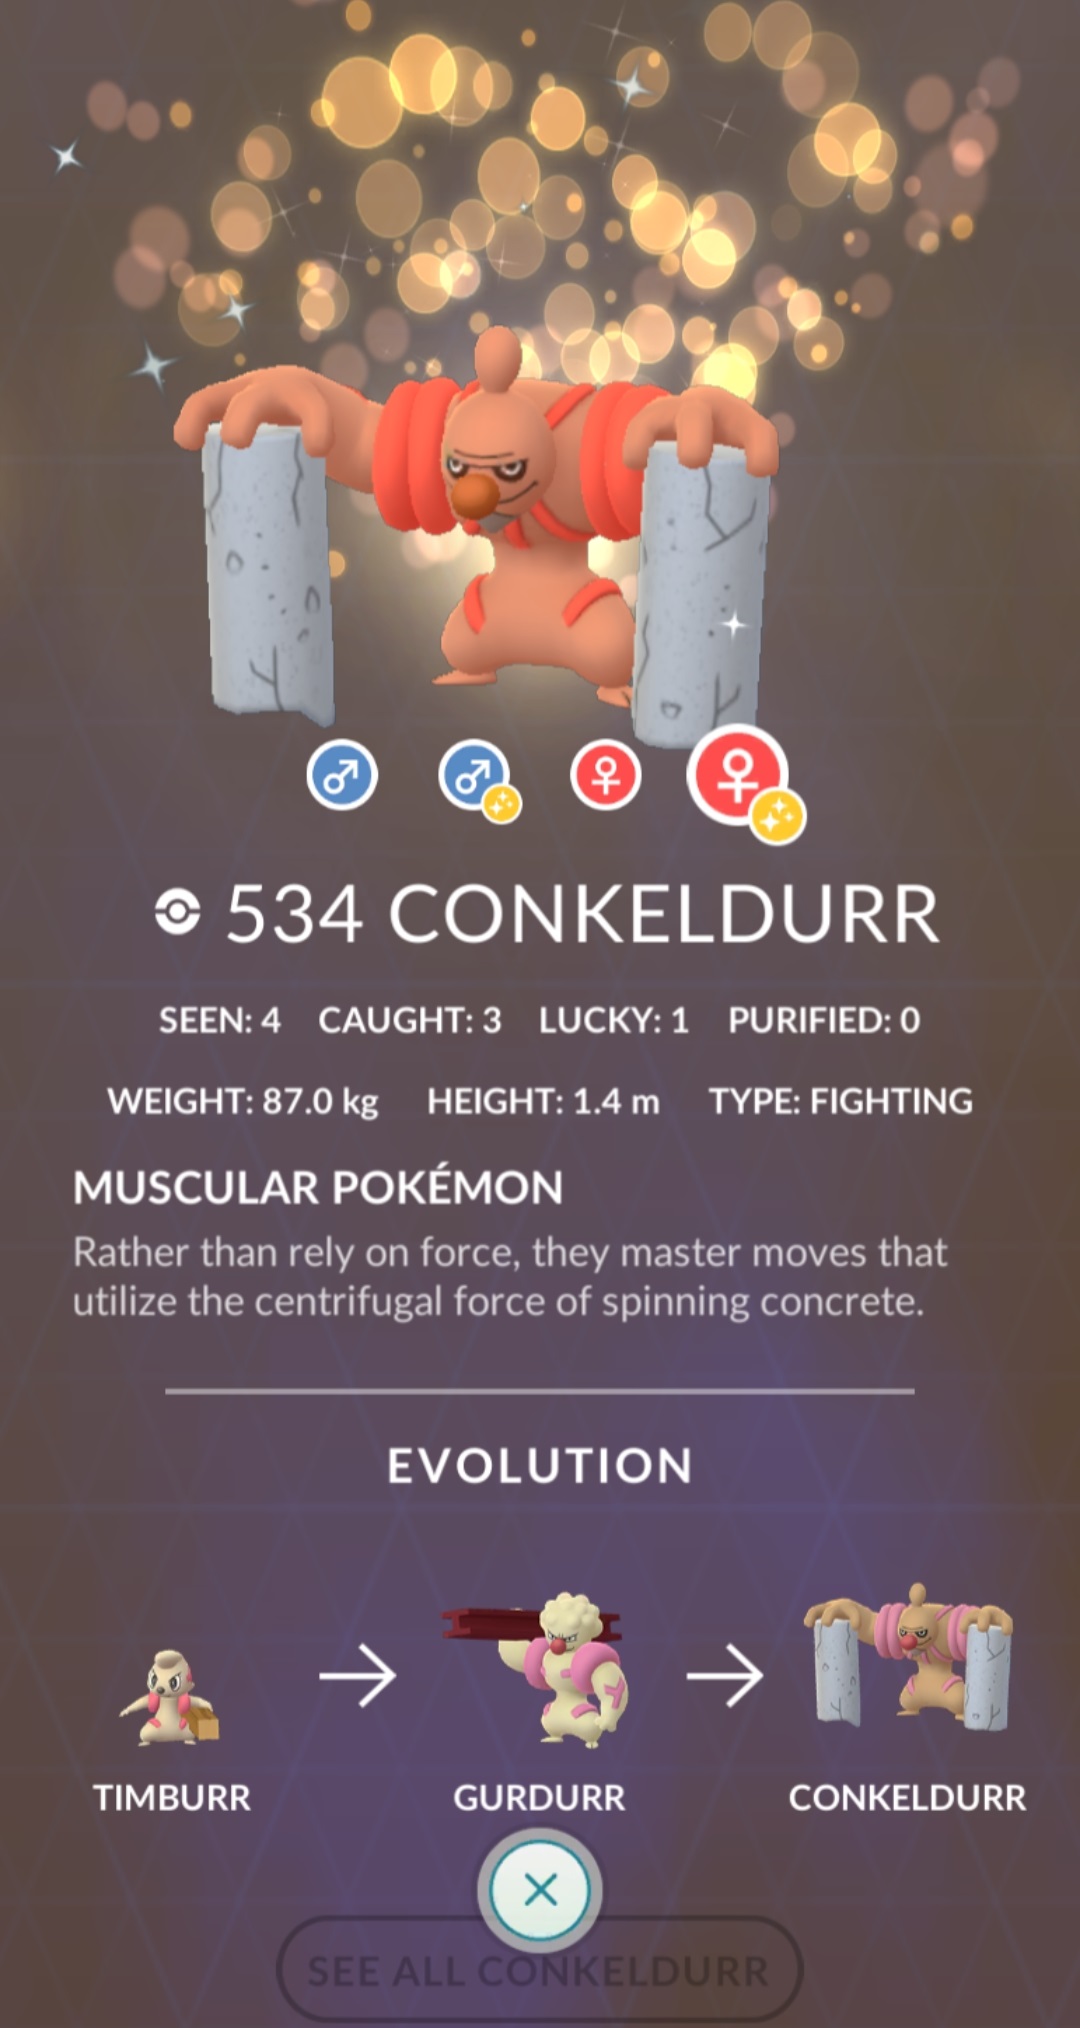 534 CONKELDURR
SEEN: 4 CAUGHT: 3 LUCKY: 1 PURIFIED: 0
WEIGHT: 87.0 kg HEIGHT: 1.4 m TYPE: FIGHTING
MUSCULAR POKÉMON
Rather than rely on force, they master moves that
utilize the centrifugal force of spinning concrete.
EVOLUTION
TIMBURR GURDURR CONKELDURR
SEE ALL CONKELDURR